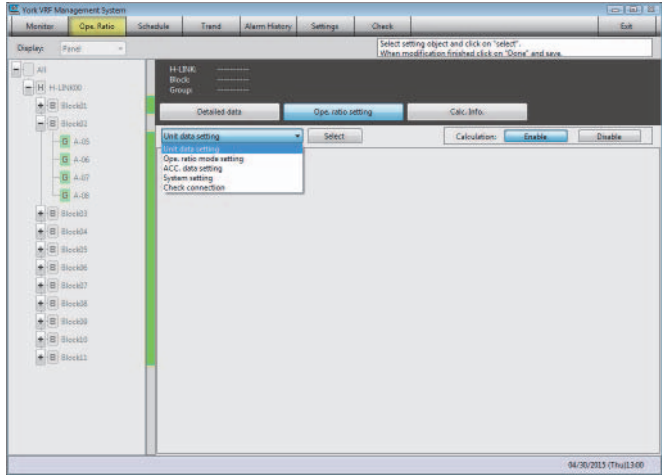 York VRF Management System
Monitor Ope. Ratio Schedule Trend Alarm History Settings Check Exit
Display: Panel
Select setting object and click on "select".
When modification finished click on "Done" and save.
All
H H-LINK00
B Block01
B Block02
G A-05
G A-06
G A-07
G A-08
B Block03
B Block04
B Block05
B Block06
B Block07
B Block08
B Block09
B Block10
B Block11
H-LINK: ----------
Block: ----------
Group: ----------
Detailed data Ope. ratio setting Calc. Info.
Unit data setting Select Calculation: Enable Disable
Unit data setting
Ope. ratio mode setting
ACC. data setting
System setting
Check connection
04/30/2015 (Thu)13:00